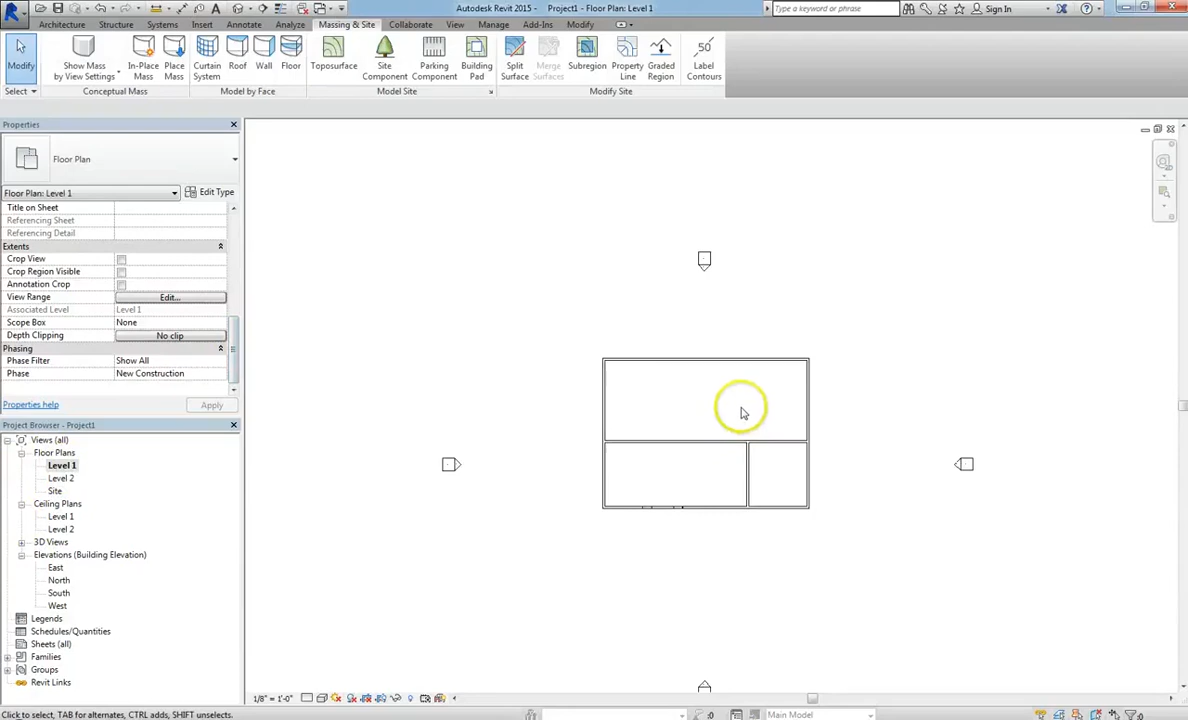 Autodesk Revit 2015 - Project1 - Floor Plan: Level 1
Type a keyword or phrase
Sign In
Architecture Structure Systems Insert Annotate Analyze Massing & Site Collaborate View Manage Add-Ins Modify
Modify
Show Mass
by View Settings
In-Place
Mass
Place
Mass
Curtain
System
Roof
Wall
Floor
Toposurface
Site
Component
Parking
Component
Building
Pad
Split
Surface
Merge
Surfaces
Subregion
Property
Line
Graded
Region
50
Label
Contours
Select
Conceptual Mass
Model by Face
Model Site
Modify Site
Properties
Floor Plan
Floor Plan: Level 1
Edit Type
Title on Sheet
Referencing Sheet
Referencing Detail
Extents
Crop View
Crop Region Visible
Annotation Crop
View Range Edit...
Associated Level Level 1
Scope Box None
Depth Clipping No clip
Phasing
Phase Filter Show All
Phase New Construction
Properties help
Apply
Project Browser - Project1
Views (all)
Floor Plans
Level 1
Level 2
Site
Ceiling Plans
Level 1
Level 2
3D Views
Elevations (Building Elevation)
East
North
South
West
Legends
Schedules/Quantities
Sheets (all)
Families
Groups
Revit Links
1/8" = 1'-0"
Click to select, TAB for alternates, CTRL adds, SHIFT unselects.
:0
Main Model
:0